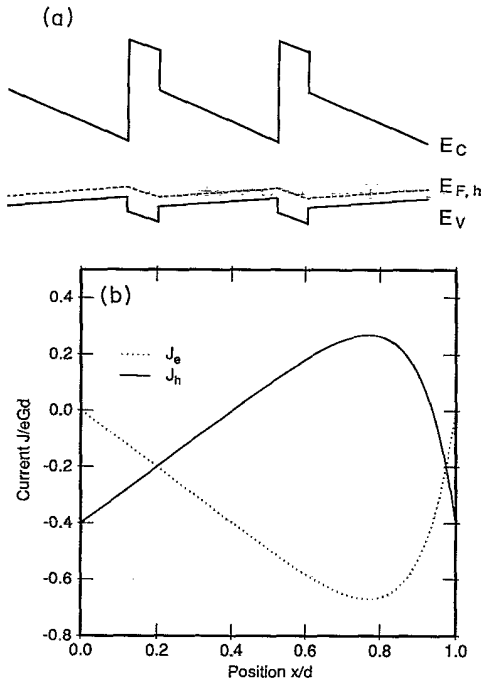 (a)
E_C
E_F,h
E_V
(b)
J_e
J_h
Current J/eGd
0.4
0.2
0.0
-0.2
-0.4
-0.6
-0.8
0.0 0.2 0.4 0.6 0.8 1.0
Position x/d